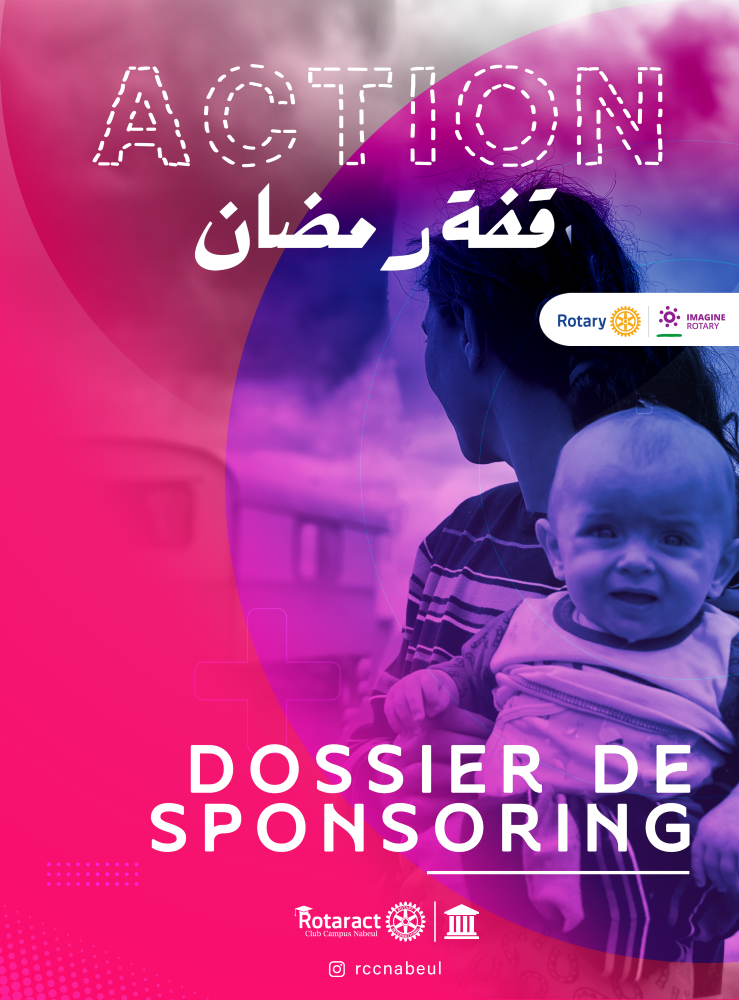 ACTION
قفة رمضان
Rotary
IMAGINE
ROTARY
DOSSIER DE
SPONSORING
Rotaract
Club Campus Nabeul
rccnabeul